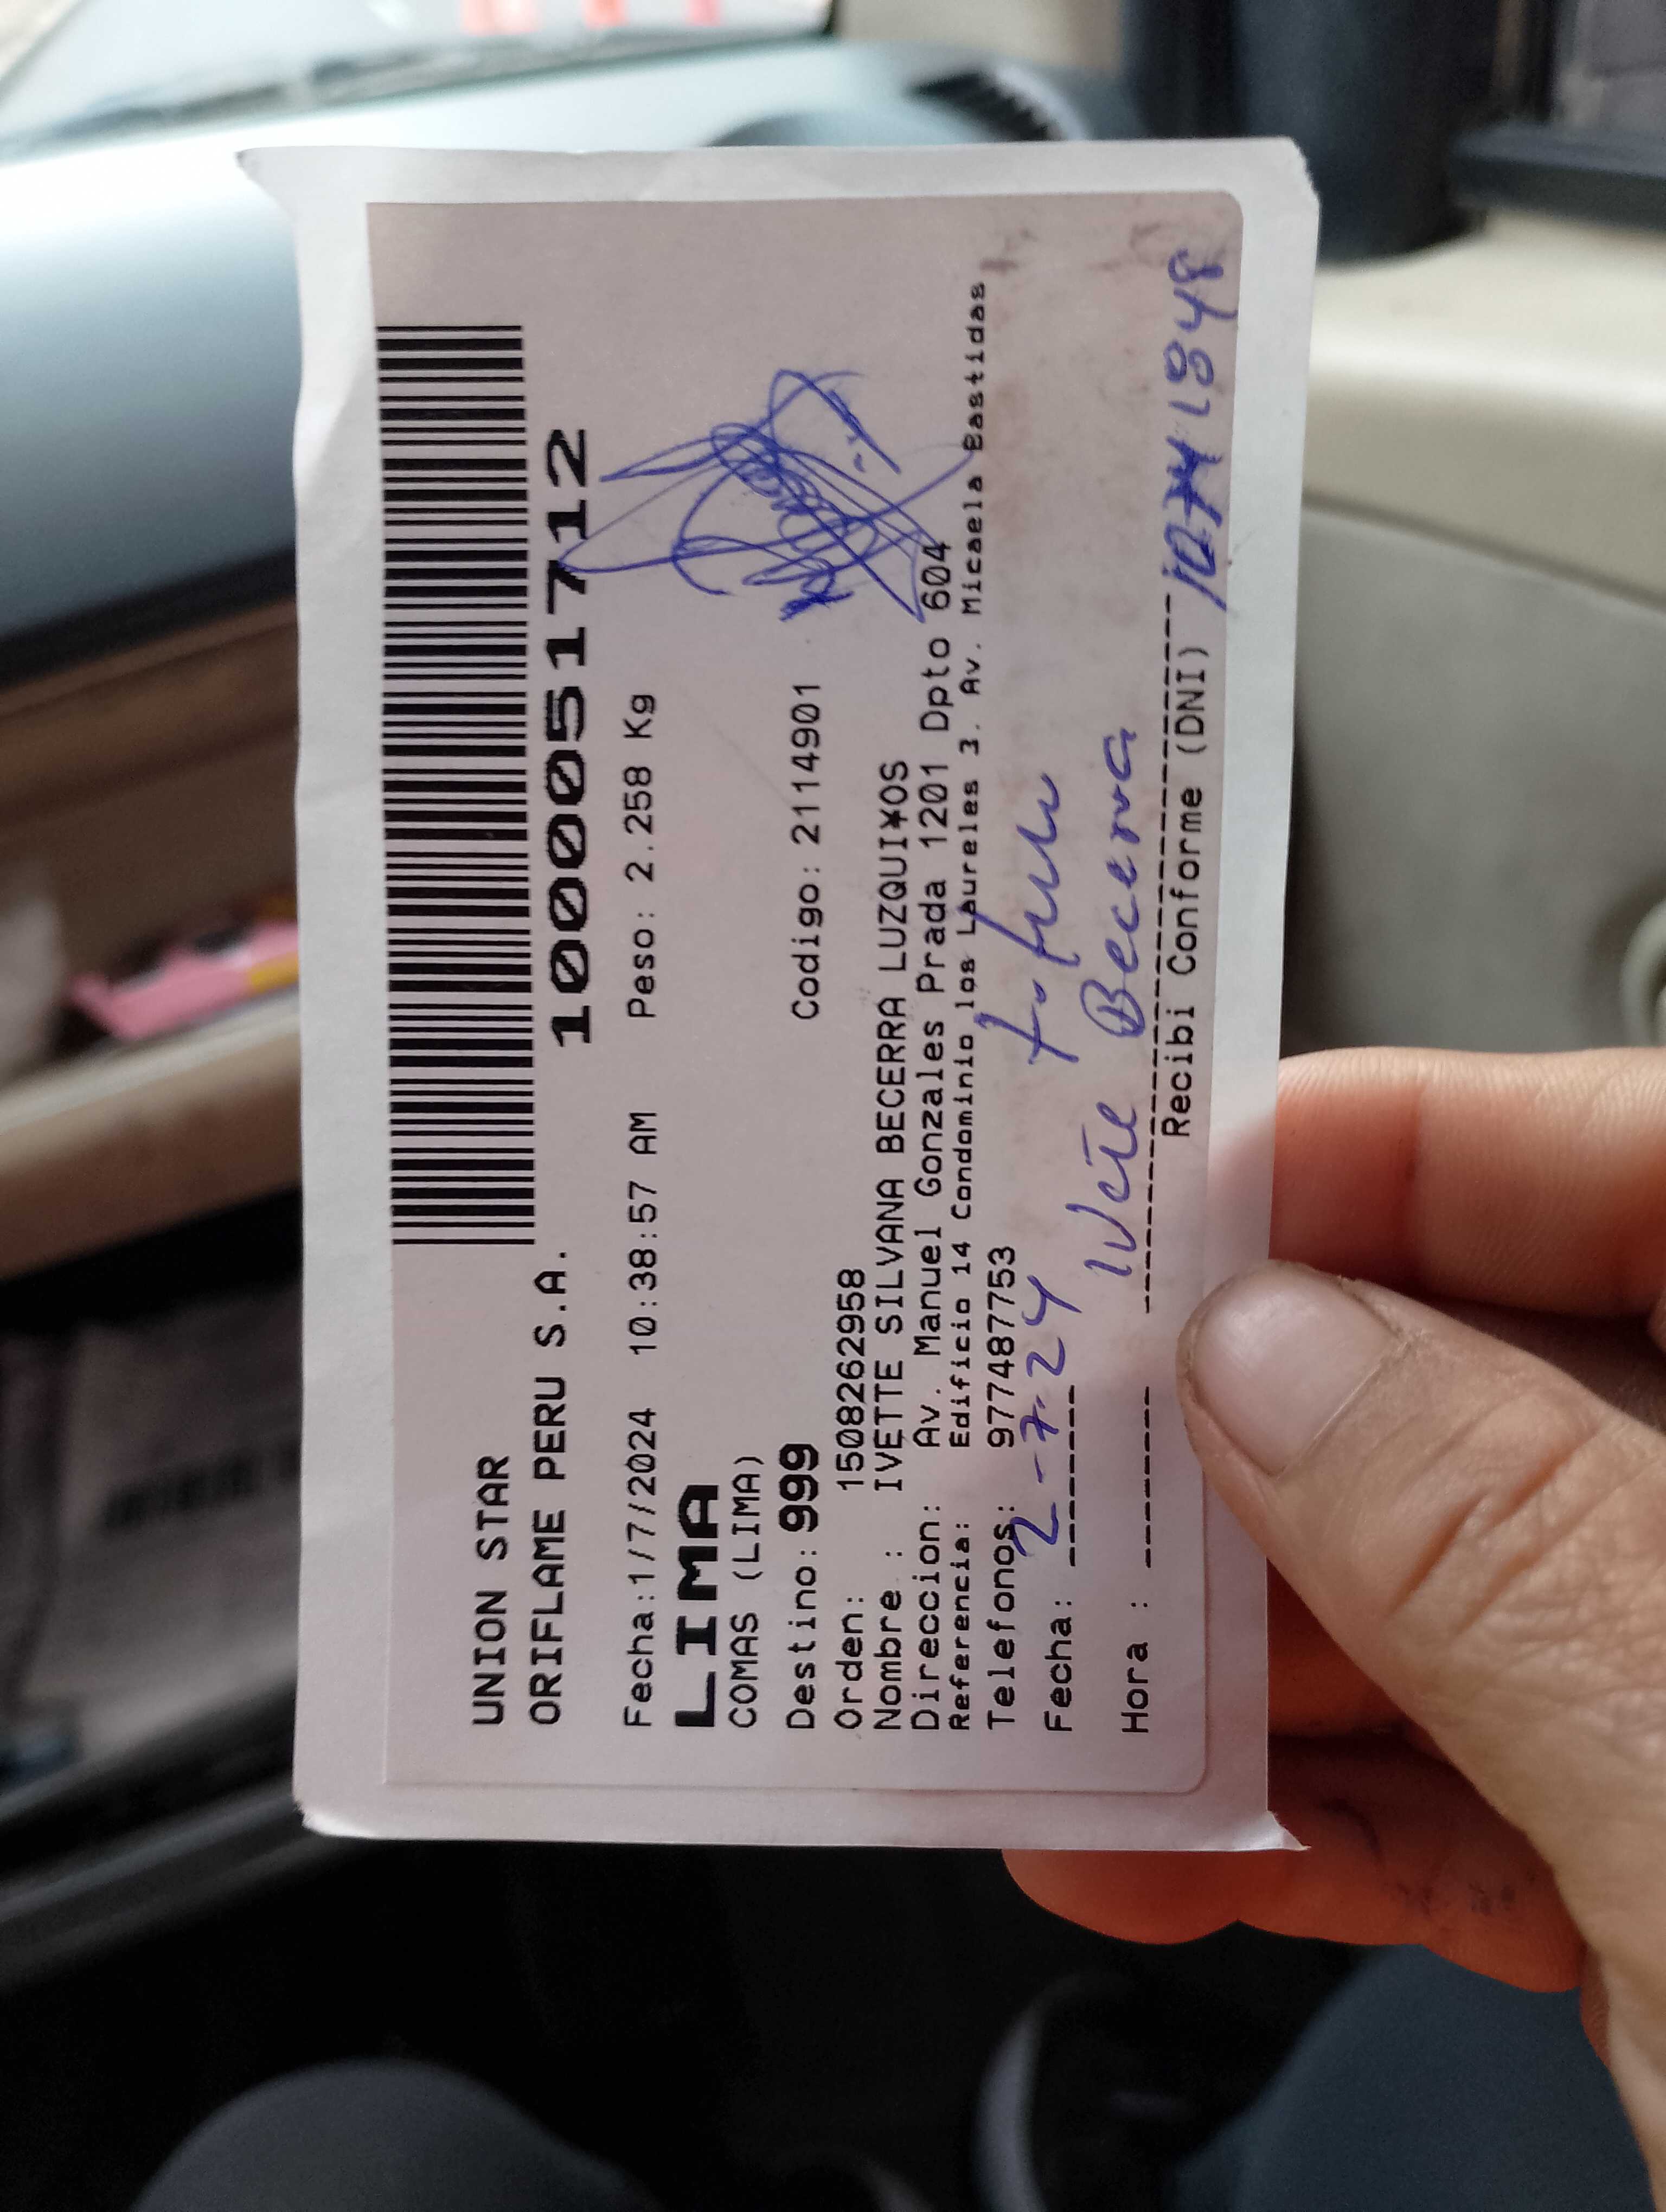 UNION STAR
ORIFLAME PERU S.A.
10000517712
Fecha:1/7/2024 10:38:57 AM Peso: 2.258 Kg
LIMA
COMAS (LIMA)
Destino: 999 Codigo: 2114901
Orden: 1508262958
Nombre : IVETTE SILVANA BECERRA LUZQUI¥OS
Direccion: Av. Manuel Gonzales Prada 1201 Dpto 604
Referencia: Edificio 14 Condominio los Laureles 3. Av. Micaela Bastidas
Telefonos: 977487753
Fecha: 2-7-24
Becerra
Hora :
Recibi Conforme (DNI)